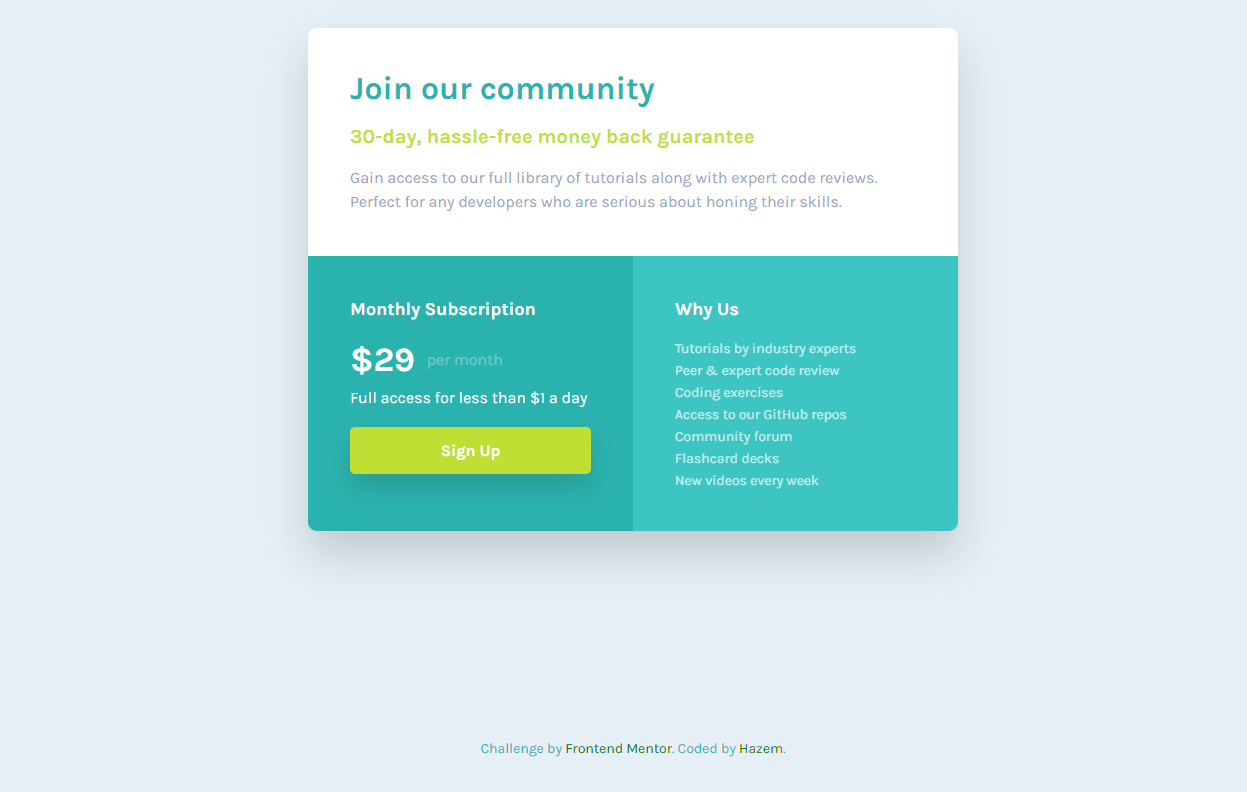 Join our community
30-day, hassle-free money back guarantee
Gain access to our full library of tutorials along with expert code reviews.
Perfect for any developers who are serious about honing their skills.
Monthly Subscription
$29 per month
Full access for less than $1 a day
Sign Up
Why Us
Tutorials by industry experts
Peer & expert code review
Coding exercises
Access to our GitHub repos
Community forum
Flashcard decks
New videos every week
Challenge by Frontend Mentor. Coded by Hazem.